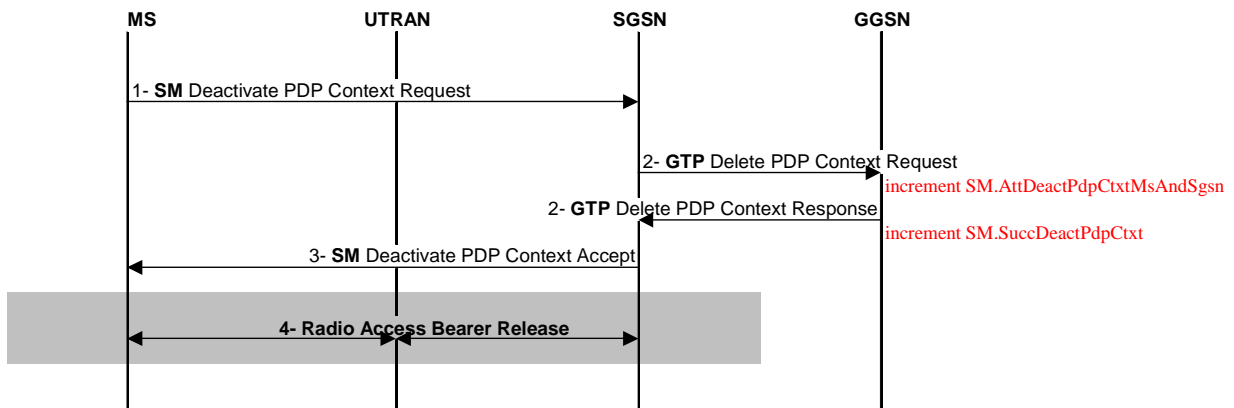 MS UTRAN SGSN GGSN
1- SM Deactivate PDP Context Request
2- GTP Delete PDP Context Request
increment SM.AttDeactPdpCtxtMsAndSgsn
2- GTP Delete PDP Context Response
increment SM.SuccDeactPdpCtxt
3- SM Deactivate PDP Context Accept
4- Radio Access Bearer Release